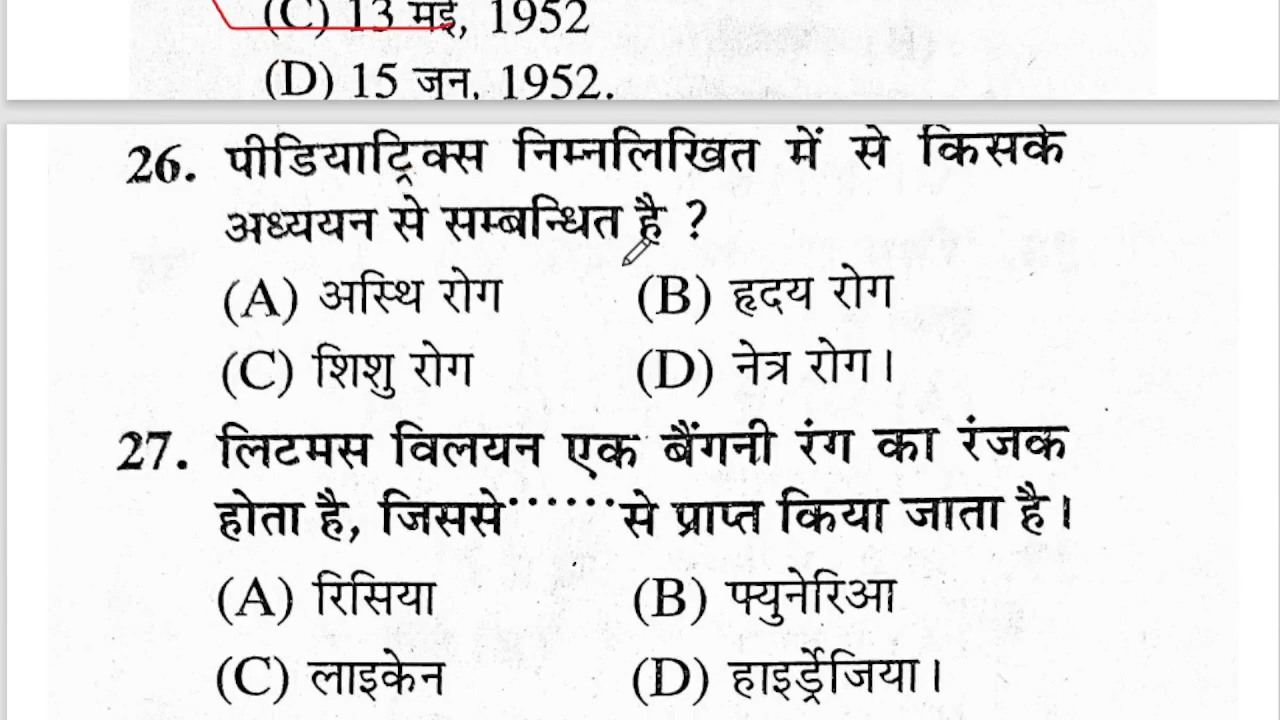 (C) 13 मई, 1952
(D) 15 जून, 1952.
26. पीडियाट्रिक्स निम्नलिखित में से किसके
अध्ययन से सम्बन्धित है ?
(A) अस्थि रोग (B) हृदय रोग
(C) शिशु रोग (D) नेत्र रोग।
27. लिटमस विलयन एक बैंगनी रंग का रंजक
होता है, जिससे······से प्राप्त किया जाता है।
(A) रिसिया (B) फ्युनेरिआ
(C) लाइकेन (D) हाइर्ड्रेजिया।